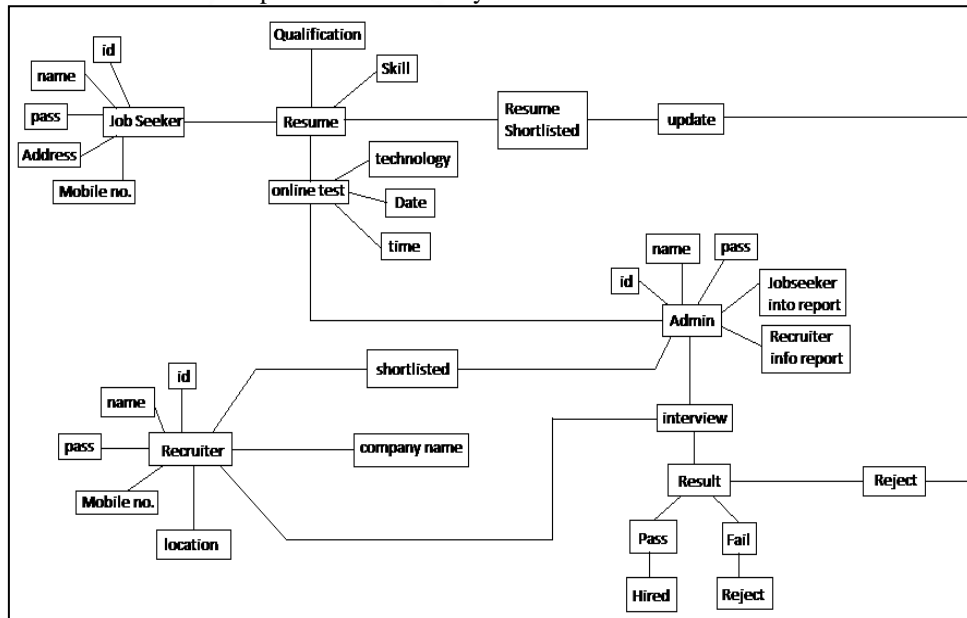 Qualification
id
name
Skill
pass
Job Seeker
Resume
Resume
Shortlisted
update
Address
technology
Mobile no.
online test
Date
time
name
pass
id
Jobseeker
into report
Admin
Recruiter
info report
shortlisted
id
name
interview
pass
Recruiter
company name
Mobile no.
Result
Reject
location
Pass
Fail
Hired
Reject